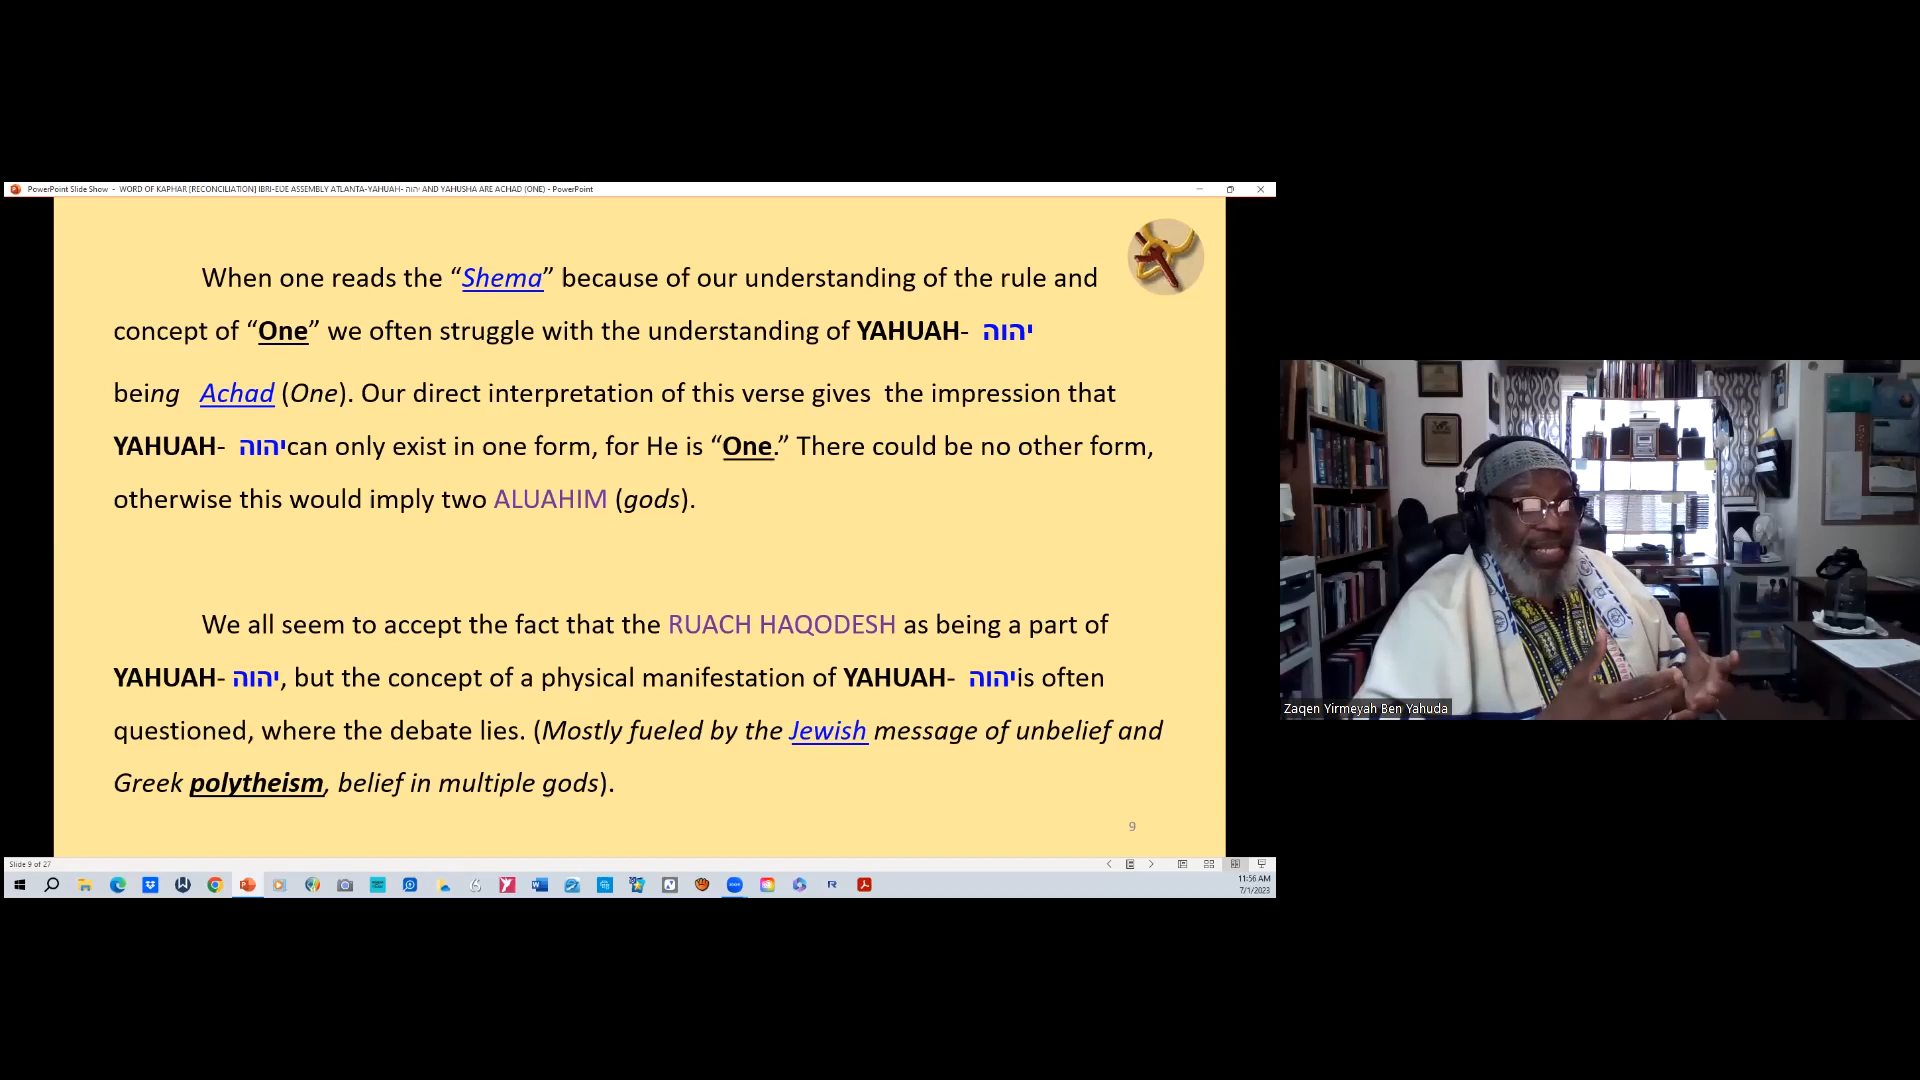 PowerPoint Slide Show - WORD OF KAPHAR [RECONCILIATION] IBRI-EDE ASSEMBLY ATLANTA-YAHUAH- יהוה AND YAHUSHA ARE ACHAD (ONE) - PowerPoint
When one reads the “Shema” because of our understanding of the rule and
concept of “One” we often struggle with the understanding of YAHUAH- יהוה
being Achad (One). Our direct interpretation of this verse gives the impression that
YAHUAH- יהוהcan only exist in one form, for He is “One.” There could be no other form,
otherwise this would imply two ALUAHIM (gods).
We all seem to accept the fact that the RUACH HAQODESH as being a part of
YAHUAH- יהוה, but the concept of a physical manifestation of YAHUAH- יהוהis often
questioned, where the debate lies. (Mostly fueled by the Jewish message of unbelief and
Greek polytheism, belief in multiple gods).
9
Slide 9 of 27
11:56 AM
7/1/2023
Zaqen Yirmeyah Ben Yahuda